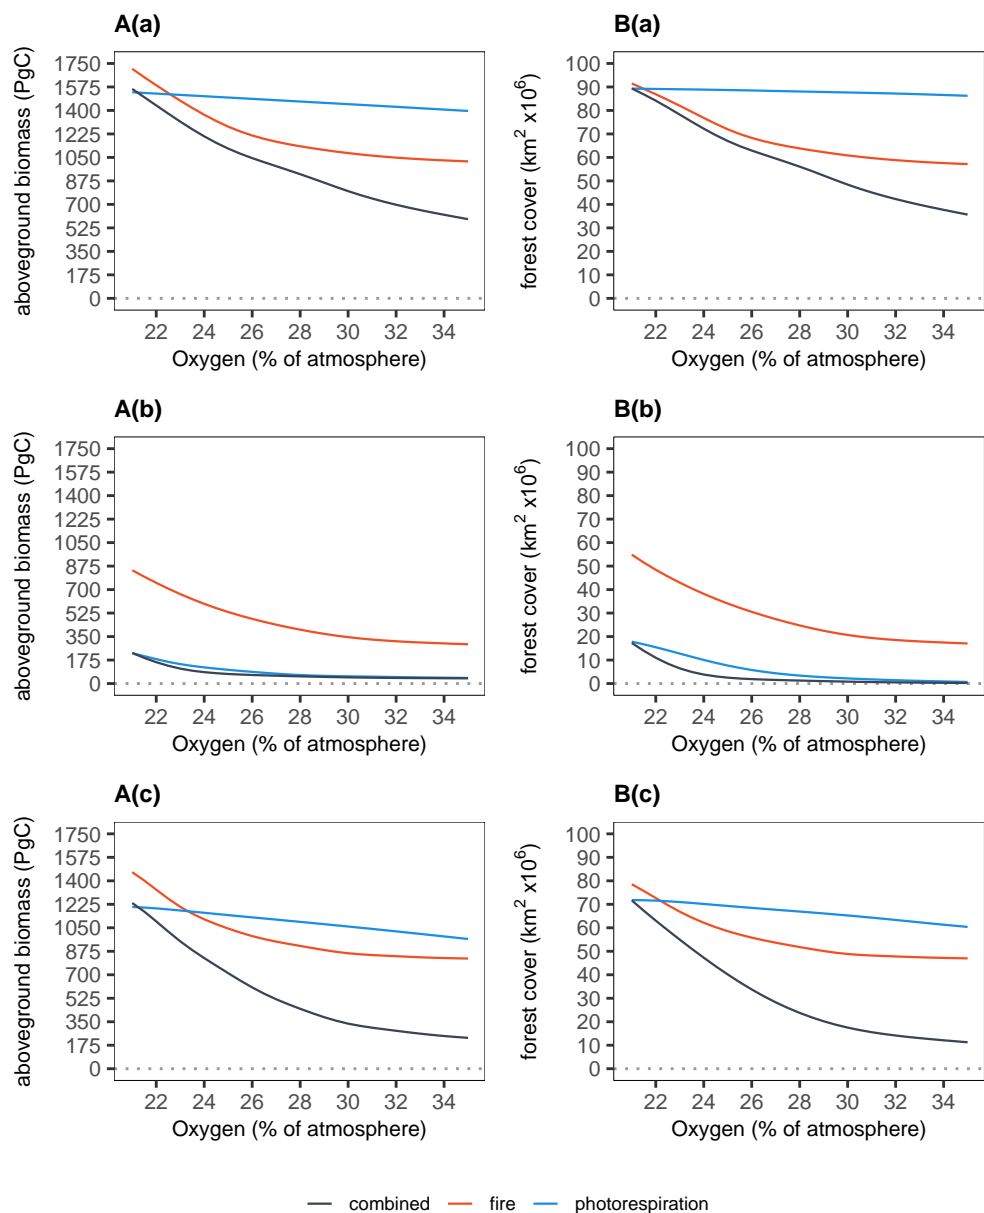 A(a)
aboveground biomass (PgC)
1750
1575
1400
1225
1050
875
700
525
350
175
0
22 24 26 28 30 32 34
Oxygen (% of atmosphere)
B(a)
forest cover (km² x10⁶)
100
90
80
70
60
50
40
30
20
10
0
22 24 26 28 30 32 34
Oxygen (% of atmosphere)
A(b)
aboveground biomass (PgC)
1750
1575
1400
1225
1050
875
700
525
350
175
0
22 24 26 28 30 32 34
Oxygen (% of atmosphere)
B(b)
forest cover (km² x10⁶)
100
90
80
70
60
50
40
30
20
10
0
22 24 26 28 30 32 34
Oxygen (% of atmosphere)
A(c)
aboveground biomass (PgC)
1750
1575
1400
1225
1050
875
700
525
350
175
0
22 24 26 28 30 32 34
Oxygen (% of atmosphere)
B(c)
forest cover (km² x10⁶)
100
90
80
70
60
50
40
30
20
10
0
22 24 26 28 30 32 34
Oxygen (% of atmosphere)
combined fire photorespiration